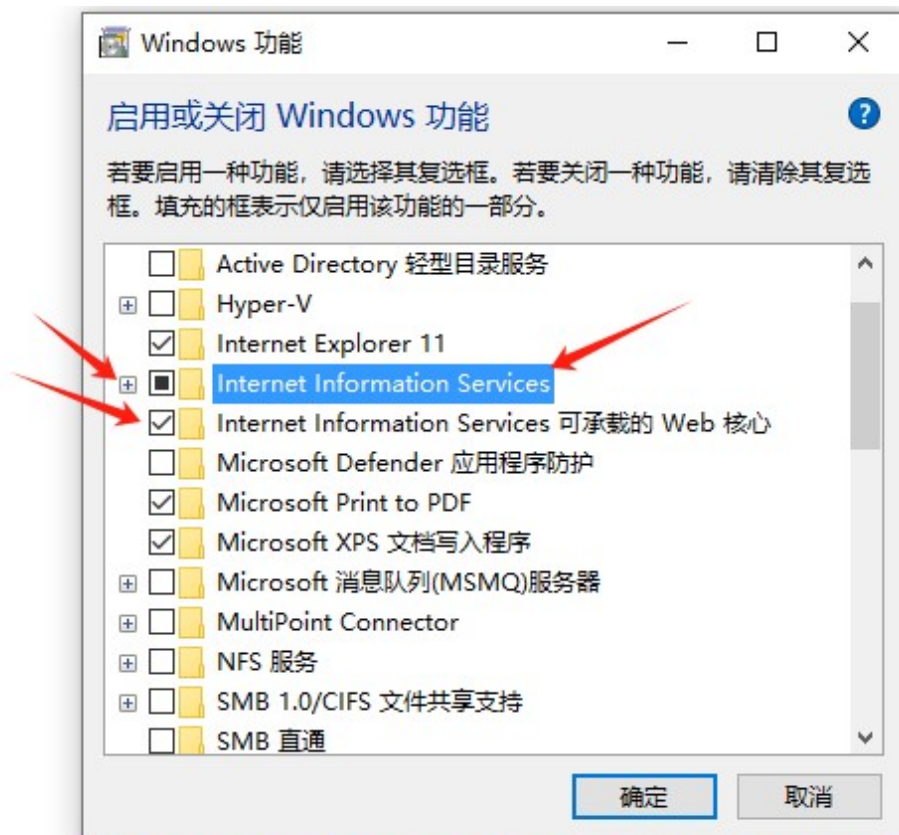 Windows 功能
启用或关闭 Windows 功能
若要启用一种功能，请选择其复选框。若要关闭一种功能，请清除其复选
框。填充的框表示仅启用该功能的一部分。
Active Directory 轻型目录服务
Hyper-V
Internet Explorer 11
Internet Information Services
Internet Information Services 可承载的 Web 核心
Microsoft Defender 应用程序防护
Microsoft Print to PDF
Microsoft XPS 文档写入程序
Microsoft 消息队列(MSMQ)服务器
MultiPoint Connector
NFS 服务
SMB 1.0/CIFS 文件共享支持
SMB 直通
确定 取消